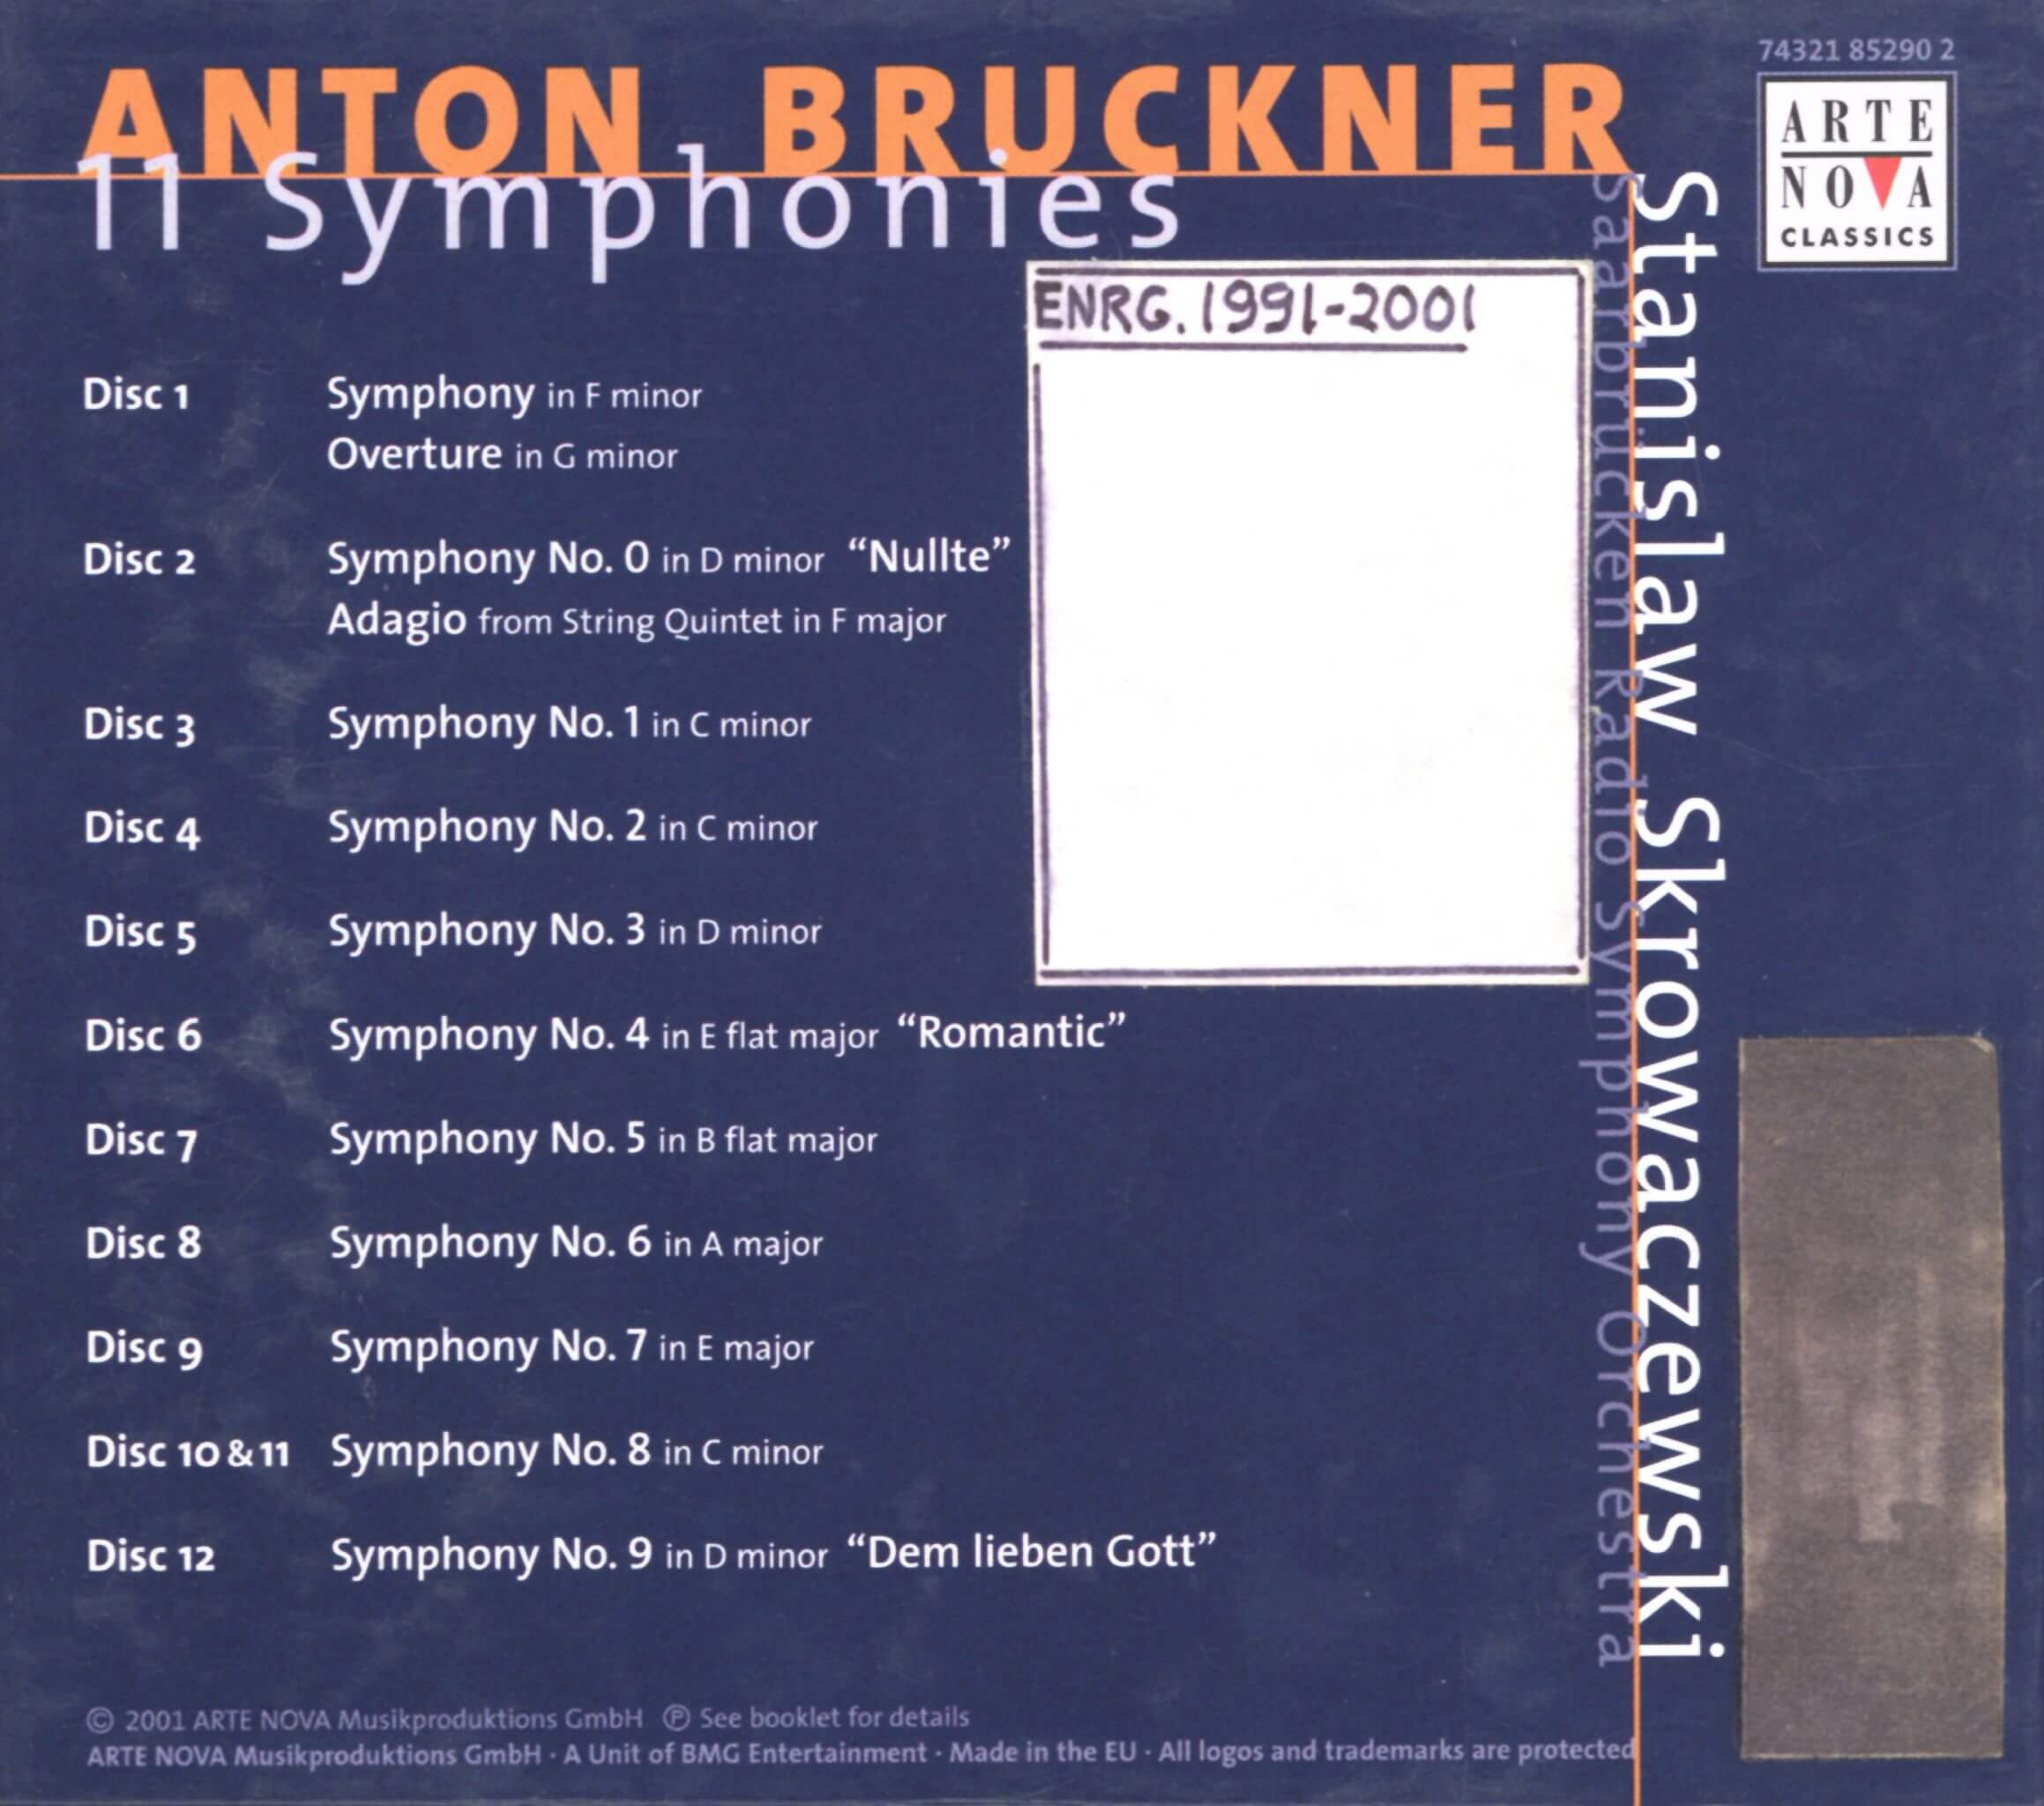 74321 85290 2
ARTE
NOVA
CLASSICS
ANTON BRUCKNER
11 Symphonies
Stanislaw Skrowaczewski
Saarbrücken Radio Symphony Orchestra
ENRG. 1991-2001
Disc 1 Symphony in F minor
Overture in G minor
Disc 2 Symphony No. 0 in D minor “Nullte”
Adagio from String Quintet in F major
Disc 3 Symphony No. 1 in C minor
Disc 4 Symphony No. 2 in C minor
Disc 5 Symphony No. 3 in D minor
Disc 6 Symphony No. 4 in E flat major “Romantic”
Disc 7 Symphony No. 5 in B flat major
Disc 8 Symphony No. 6 in A major
Disc 9 Symphony No. 7 in E major
Disc 10 & 11 Symphony No. 8 in C minor
Disc 12 Symphony No. 9 in D minor “Dem lieben Gott”
© 2001 ARTE NOVA Musikproduktions GmbH ℗ See booklet for details
ARTE NOVA Musikproduktions GmbH · A Unit of BMG Entertainment · Made in the EU · All logos and trademarks are protected